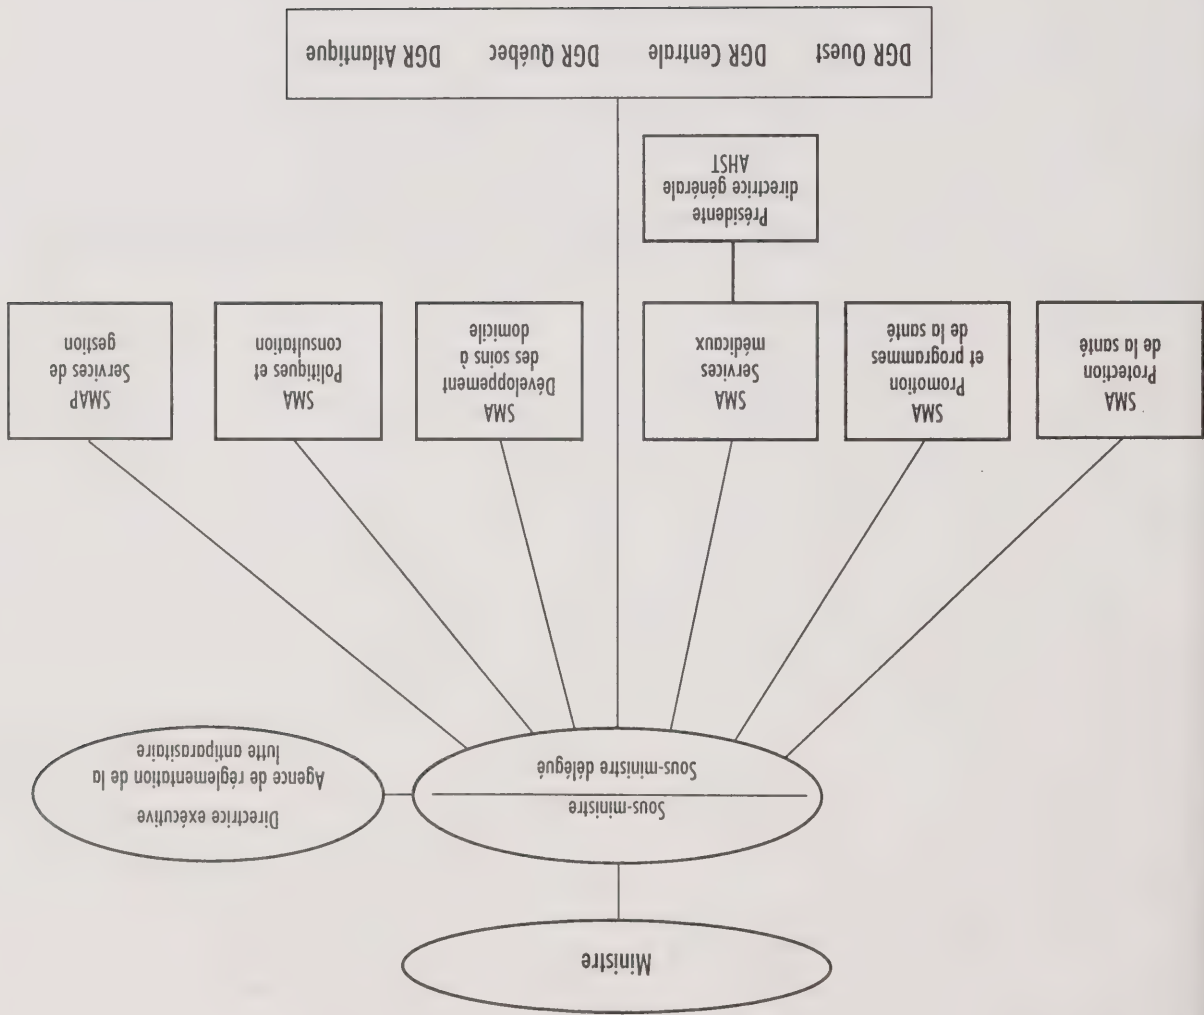 Ministre
Sous-ministre
Sous-ministre délégué
Directrice exécutive
Agence de réglementation de la
lutte antiparasitaire
SMA
Protection
de la santé
SMA
Promotion
et programmes
de la santé
SMA
Services
médicaux
SMA
Développement
des soins à
domicile
SMA
Politiques et
consultation
SMAP
Services de
gestion
Présidente
directrice générale
AHST
DGR Ouest DGR Centrale DGR Québec DGR Atlantique